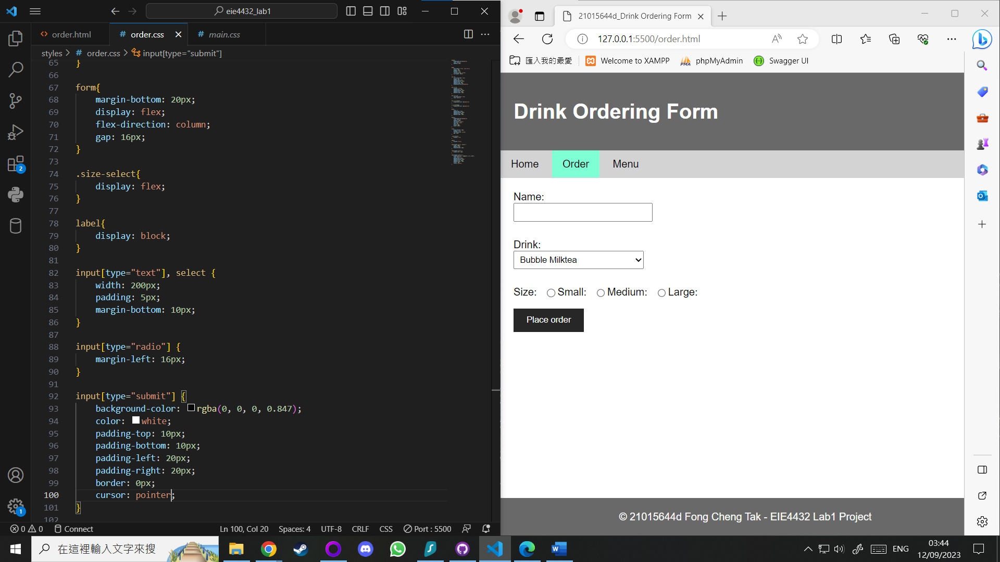 eie4432_lab1
order.html
order.css
main.css
styles > order.css > input[type="submit"]
65 }
66
67 form{
68 margin-bottom: 20px;
69 display: flex;
70 flex-direction: column;
71 gap: 16px;
72 }
73
74 .size-select{
75 display: flex;
76 }
77
78 label{
79 display: block;
80 }
81
82 input[type="text"], select {
83 width: 200px;
84 padding: 5px;
85 margin-bottom: 10px;
86 }
87
88 input[type="radio"] {
89 margin-left: 16px;
90 }
91
92 input[type="submit"] {
93 background-color: rgba(0, 0, 0, 0.847);
94 color: white;
95 padding-top: 10px;
96 padding-bottom: 10px;
97 padding-left: 20px;
98 padding-right: 20px;
99 border: 0px;
100 cursor: pointer;
101 }
102
2
1
0 0 Connect Ln 100, Col 20 Spaces: 4 UTF-8 CRLF CSS Port : 5500
21015644d_Drink Ordering Form
127.0.0.1:5500/order.html
匯入我的最愛 Welcome to XAMPP phpMyAdmin Swagger UI
Drink Ordering Form
Home Order Menu
Name:
Drink:
Bubble Milktea
Size: Small: Medium: Large:
Place order
© 21015644d Fong Cheng Tak - EIE4432 Lab1 Project
在這裡輸入文字來搜
ENG
03:44
12/09/2023